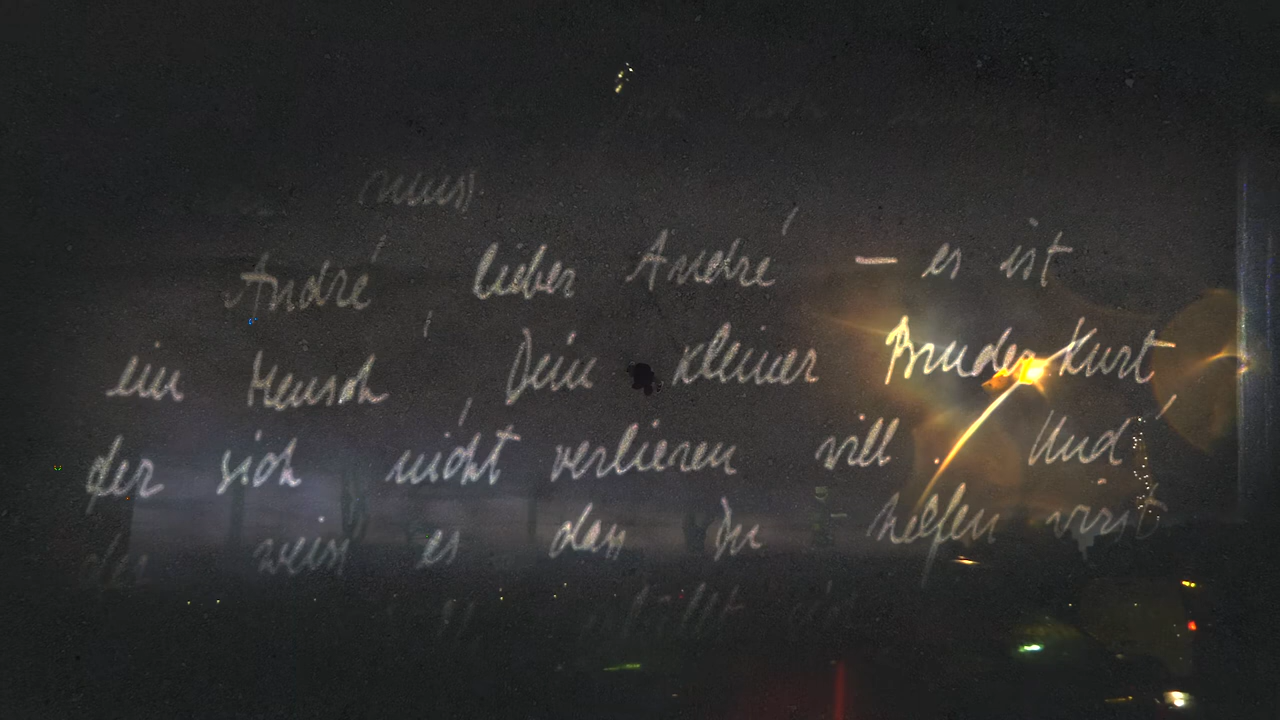 muss.
André, lieber André – es ist
ein Mensch, Dein kleiner Bruder Kurt
der sich nicht verlieren will. Und
der weiss es dass Du helfen wirst